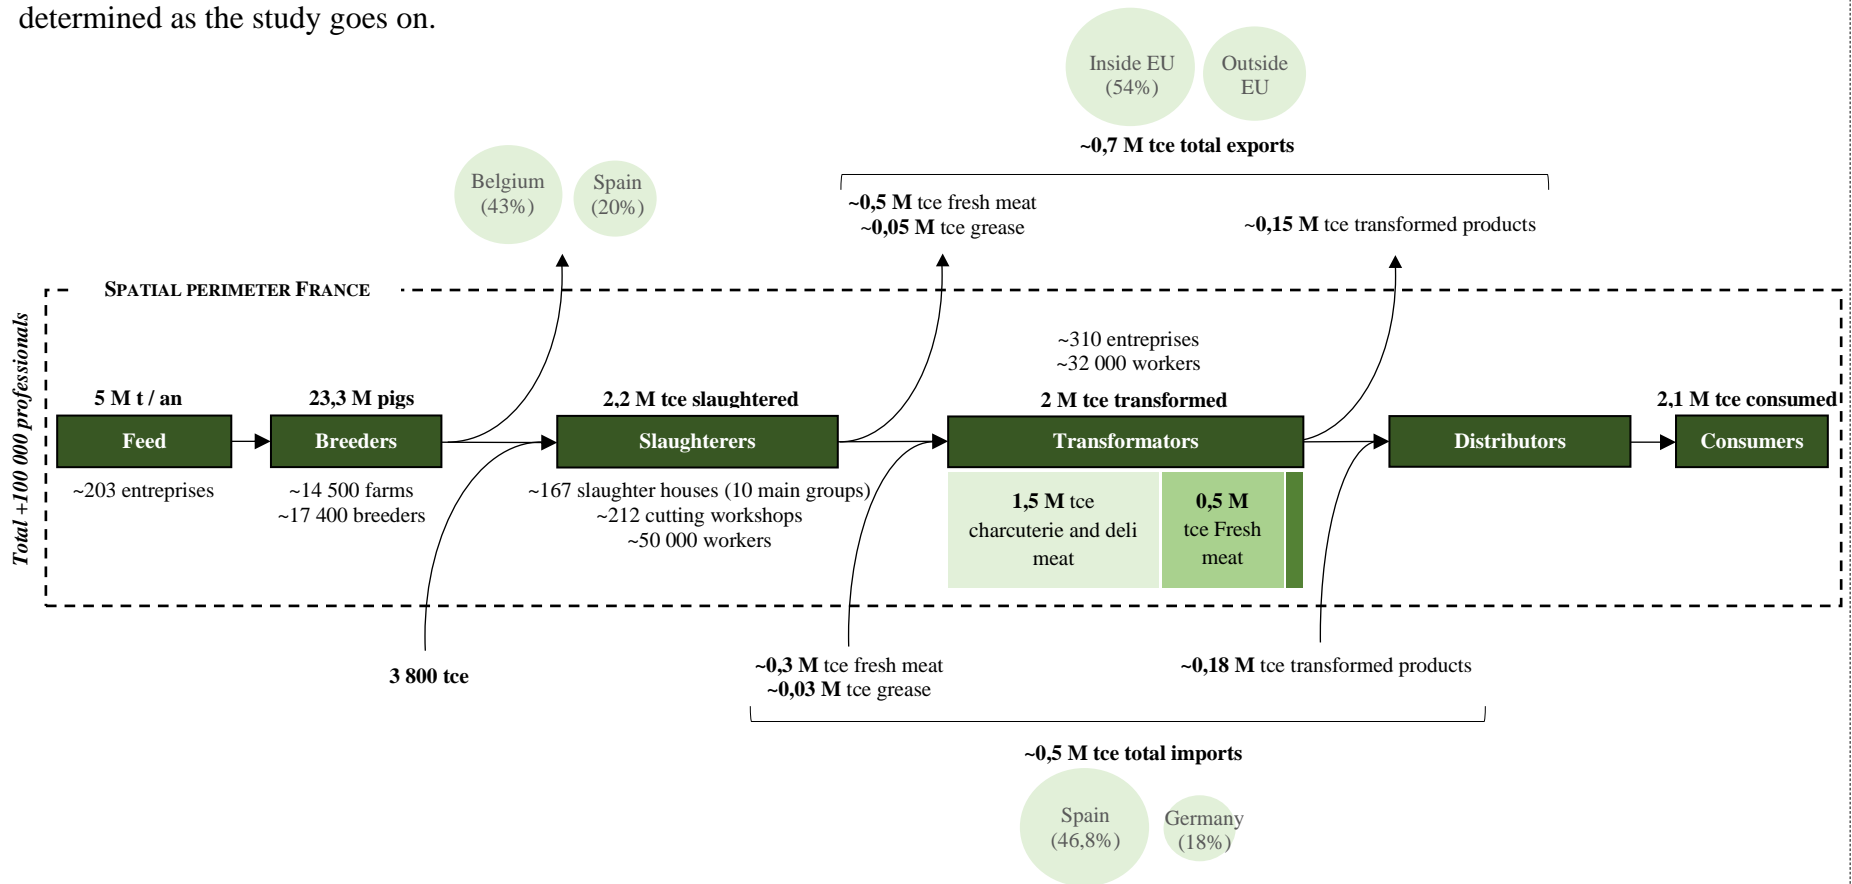 determined as the study goes on.
Inside EU
(54%)
Outside
EU
~0,7 M tce total exports
Belgium
(43%)
Spain
(20%)
~0,5 M tce fresh meat
~0,05 M tce grease
~0,15 M tce transformed products
SPATIAL PERIMETER FRANCE
Total +100 000 professionals
~310 entreprises
~32 000 workers
5 M t / an
23,3 M pigs
2,2 M tce slaughtered
2 M tce transformed
2,1 M tce consumed
Feed
Breeders
Slaughterers
Transformators
Distributors
Consumers
~203 entreprises
~14 500 farms
~17 400 breeders
~167 slaughter houses (10 main groups)
~212 cutting workshops
~50 000 workers
1,5 M tce
charcuterie and deli
meat
0,5 M
tce Fresh
meat
3 800 tce
~0,3 M tce fresh meat
~0,03 M tce grease
~0,18 M tce transformed products
~0,5 M tce total imports
Spain
(46,8%)
Germany
(18%)